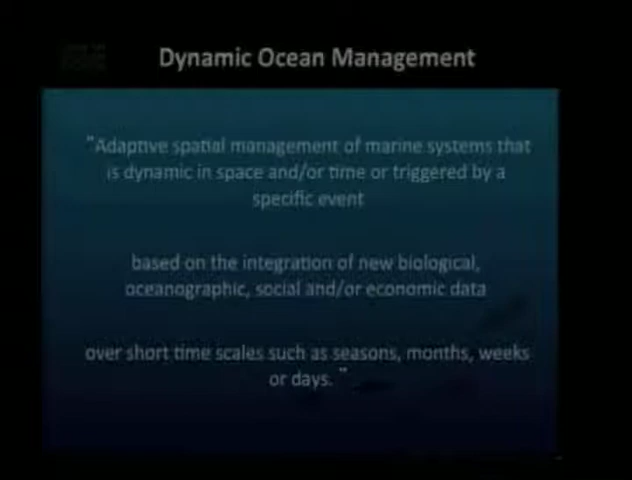 Dynamic Ocean Management
"Adaptive spatial management of marine systems that
is dynamic in space and/or time or triggered by a
specific event
based on the integration of new biological,
oceanographic, social and/or economic data
over short time scales such as seasons, months, weeks
or days. "